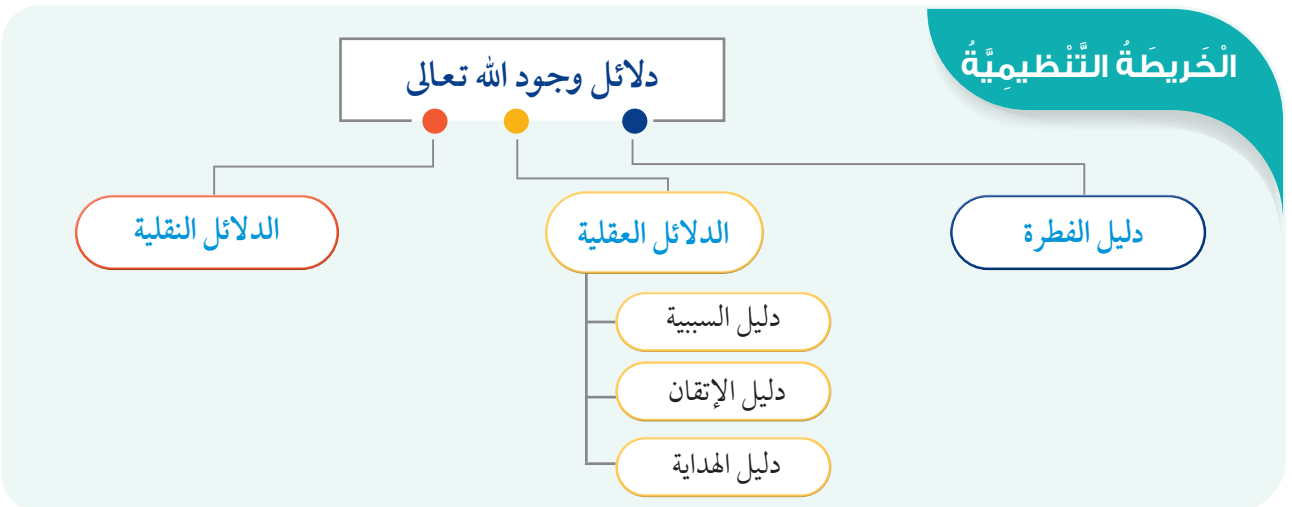 الْخَرِيطَةُ التَّنْظِيمِيَّةُ
دلائل وجود الله تعالى
دليل الفطرة
الدلائل العقلية
الدلائل النقلية
دليل السببية
دليل الإتقان
دليل الهداية